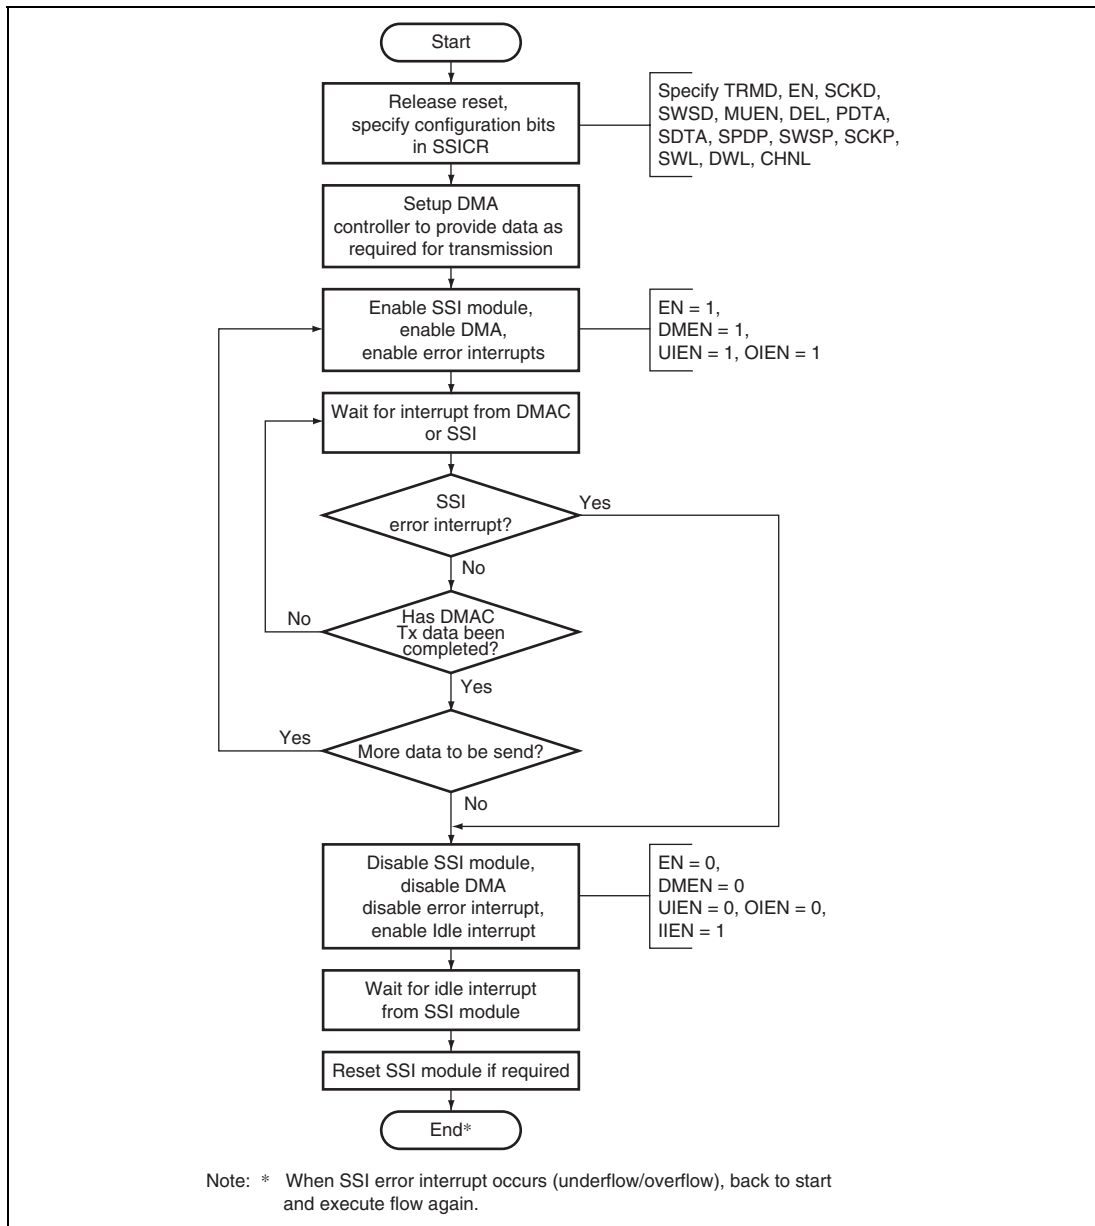 Start
Release reset,
specify configuration bits
in SSICR
Specify TRMD, EN, SCKD,
SWSD, MUEN, DEL, PDTA,
SDTA, SPDP, SWSP, SCKP,
SWL, DWL, CHNL
Setup DMA
controller to provide data as
required for transmission
Enable SSI module,
enable DMA,
enable error interrupts
EN = 1,
DMEN = 1,
UIEN = 1, OIEN = 1
Wait for interrupt from DMAC
or SSI
SSI
error interrupt?
Yes
No
Has DMAC
Tx data been
completed?
No
Yes
More data to be send?
Yes
No
Disable SSI module,
disable DMA
disable error interrupt,
enable Idle interrupt
EN = 0,
DMEN = 0
UIEN = 0, OIEN = 0,
IIEN = 1
Wait for idle interrupt
from SSI module
Reset SSI module if required
End*
Note: * When SSI error interrupt occurs (underflow/overflow), back to start
and execute flow again.